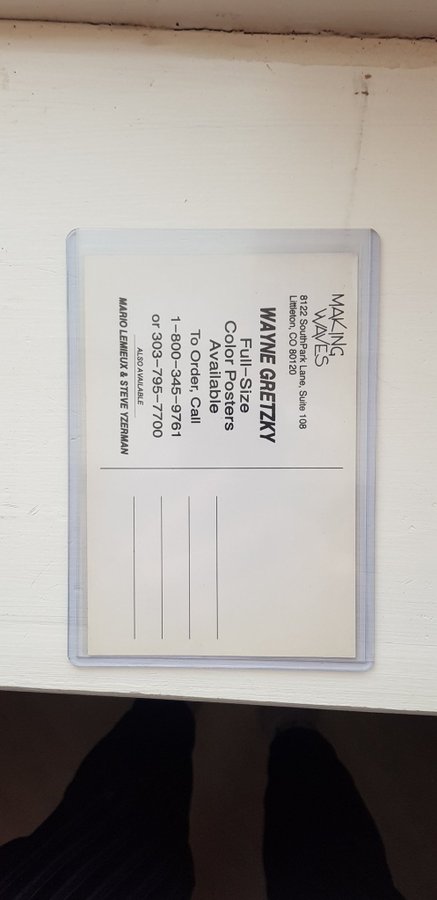 MAKING
WAVES
8122 SouthPark Lane, Suite 108
Littleton, CO 80120
WAYNE GRETZKY
Full-Size
Color Posters
Available
To Order, Call
1-800-345-9761
or 303-795-7700
ALSO AVAILABLE
MARIO LEMIEUX & STEVE YZERMAN